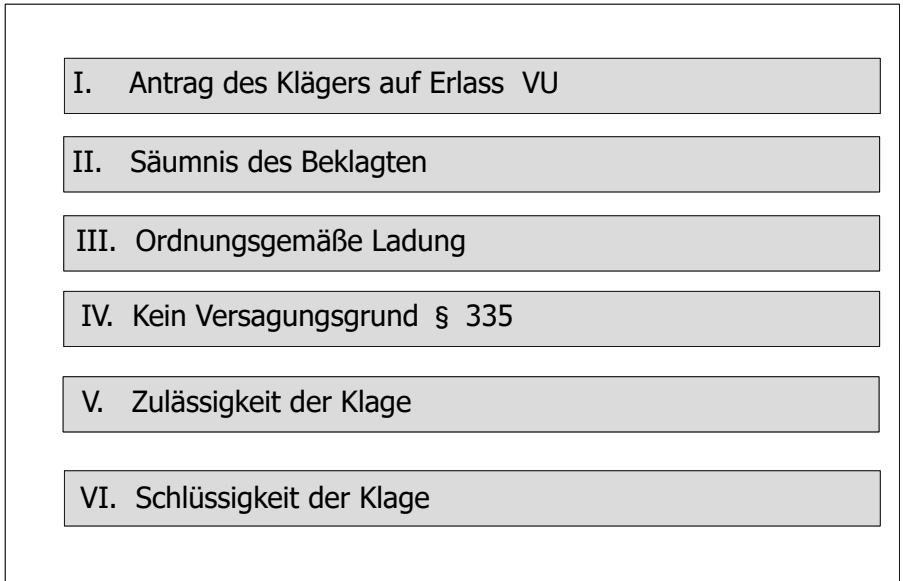 I. Antrag des Klägers auf Erlass VU
II. Säumnis des Beklagten
III. Ordnungsgemäße Ladung
IV. Kein Versagungsgrund § 335
V. Zulässigkeit der Klage
VI. Schlüssigkeit der Klage